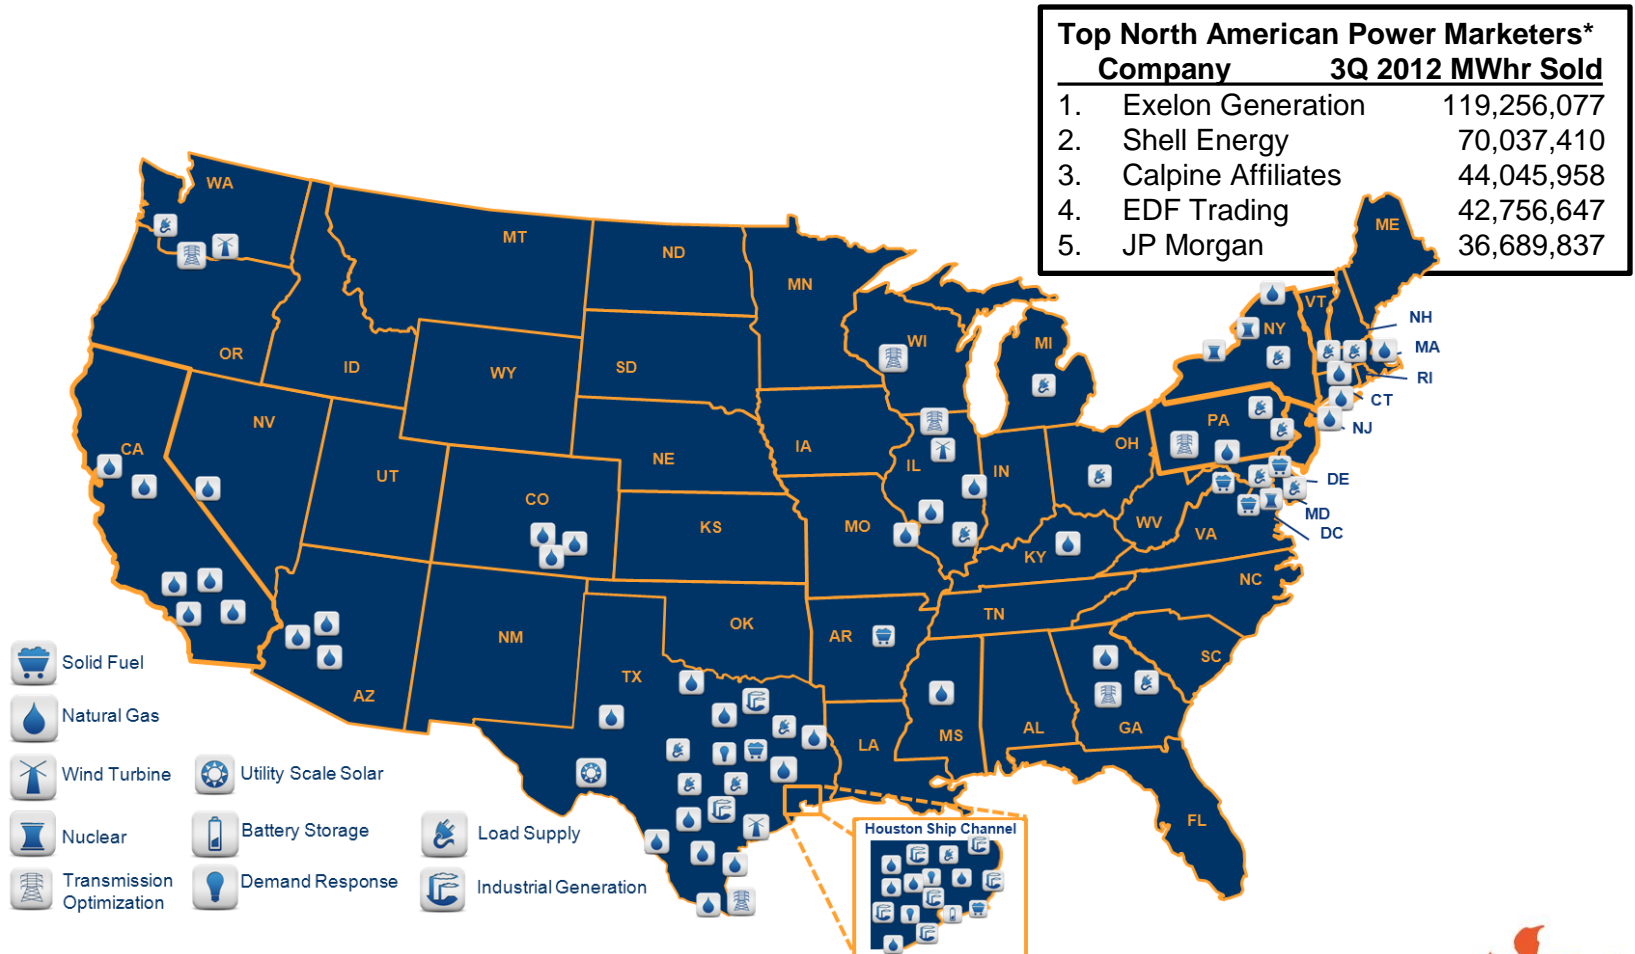 Top North American Power Marketers*
Company 3Q 2012 MWhr Sold
1. Exelon Generation 119,256,077
2. Shell Energy 70,037,410
3. Calpine Affiliates 44,045,958
4. EDF Trading 42,756,647
5. JP Morgan 36,689,837
WA
MT
ND
MN
ME
VT
NH
NY
MA
WI
MI
OR
ID
WY
SD
RI
CT
NJ
PA
NV
CA
UT
NE
IA
IL
IN
OH
CO
KS
MO
DE
MD
DC
WV
VA
KY
NC
TN
NM
OK
AR
SC
AZ
TX
LA
MS
AL
GA
FL
Solid Fuel
Natural Gas
Wind Turbine
Utility Scale Solar
Nuclear
Battery Storage
Load Supply
Transmission
Optimization
Demand Response
Industrial Generation
Houston Ship Channel